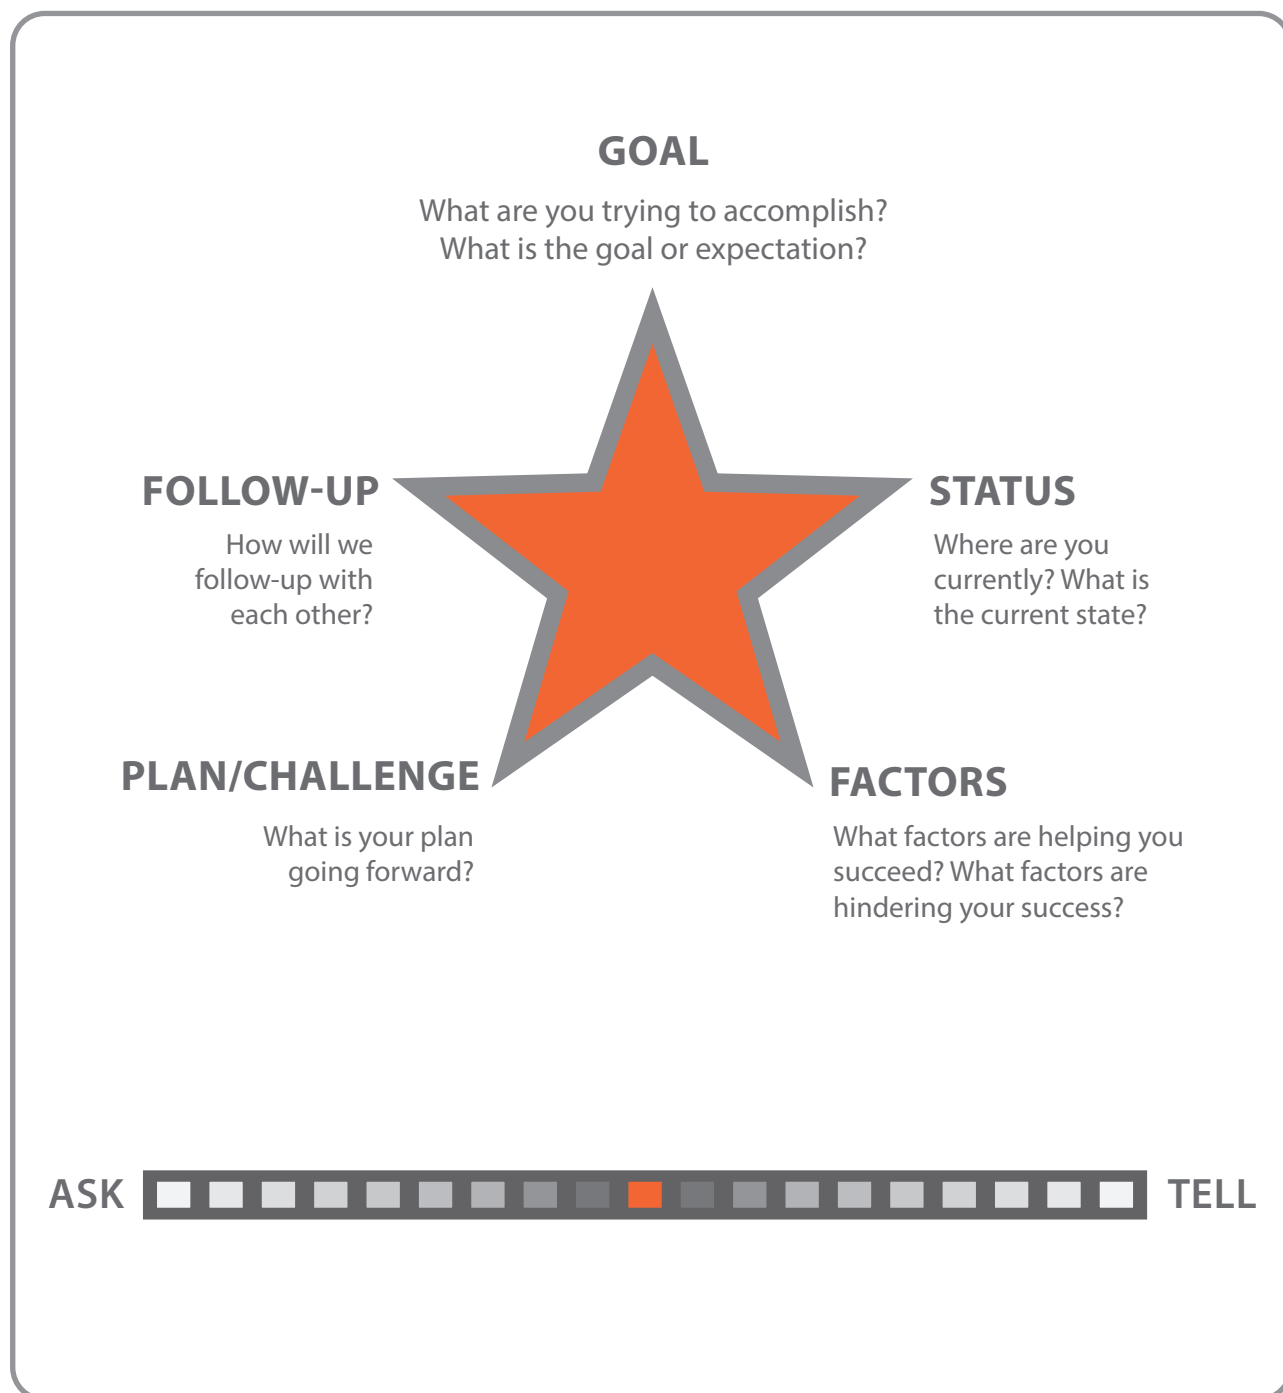 GOAL
What are you trying to accomplish?
What is the goal or expectation?
FOLLOW-UP
How will we
follow-up with
each other?
STATUS
Where are you
currently? What is
the current state?
PLAN/CHALLENGE
What is your plan
going forward?
FACTORS
What factors are helping you
succeed? What factors are
hindering your success?
ASK
TELL